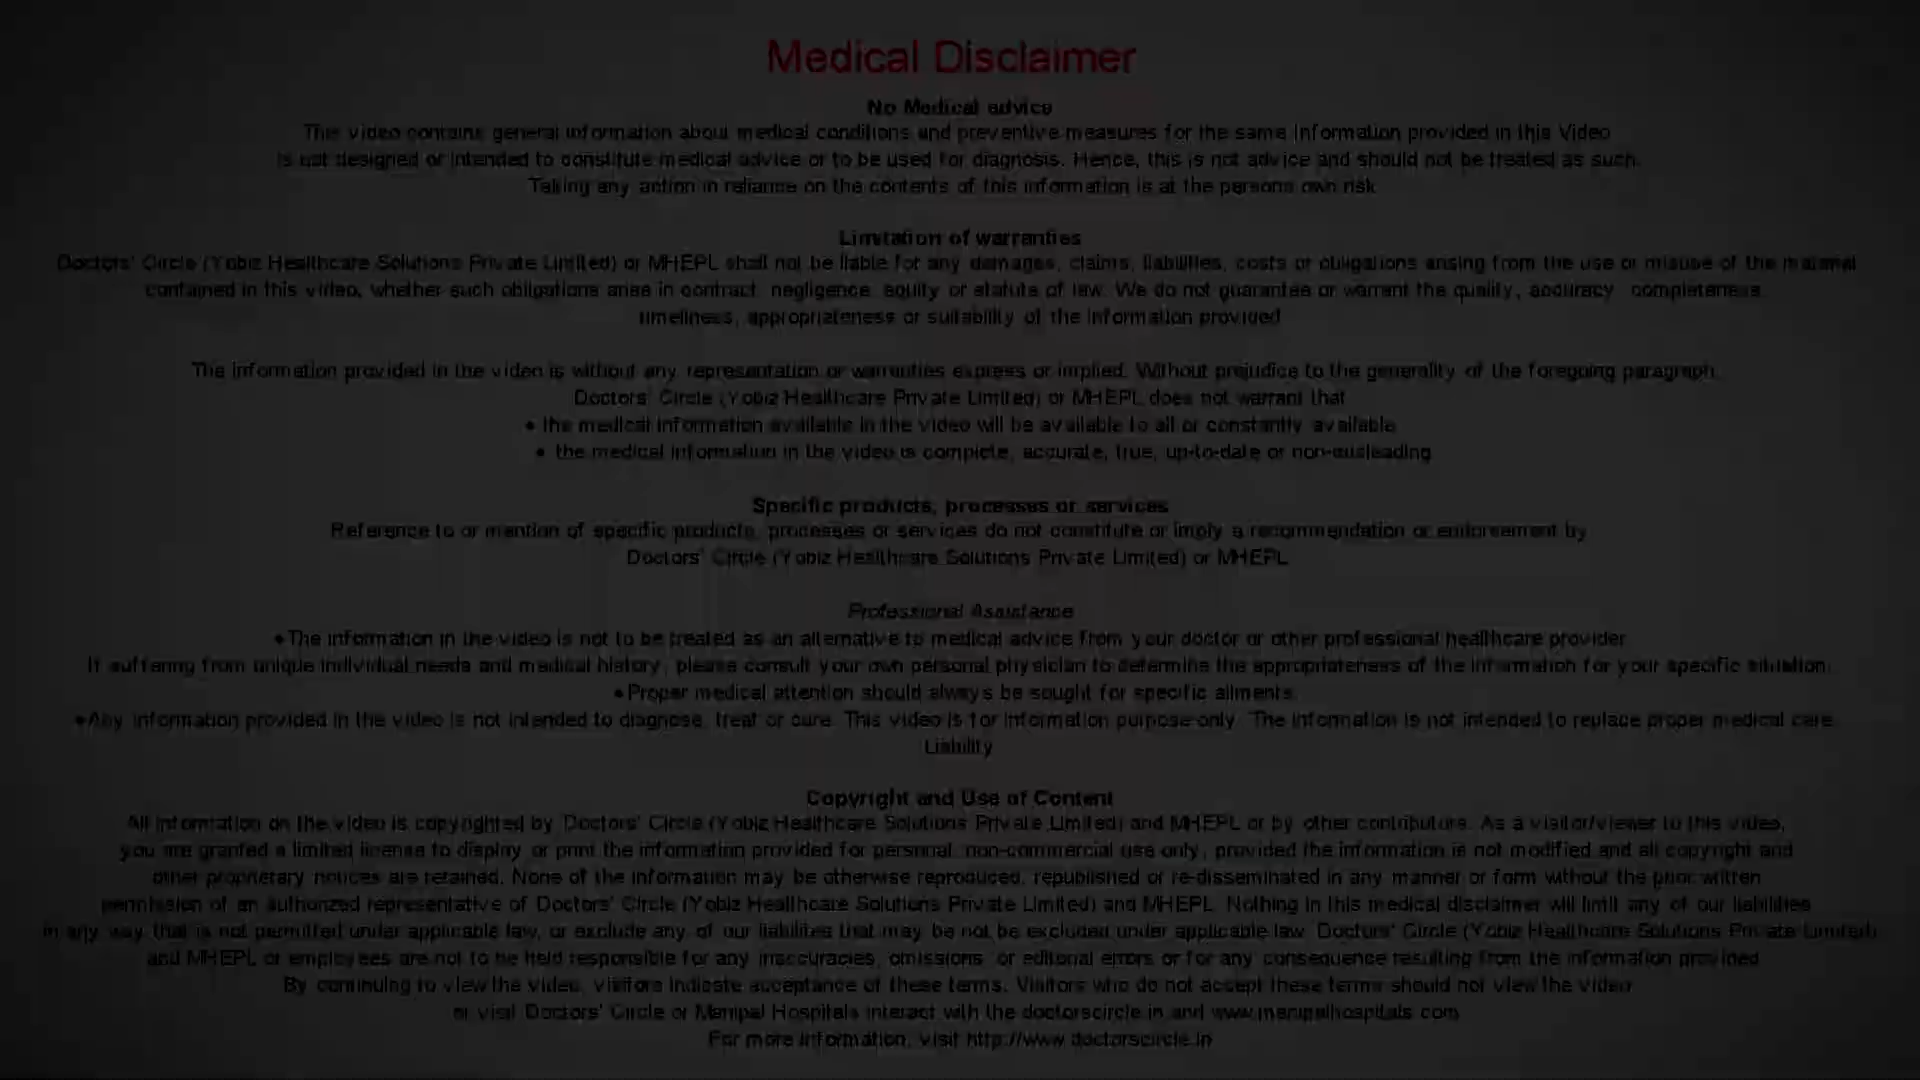 Medical Disclaimer
No Medical advice
This video contains general information about medical conditions and preventive measures for the same Information provided in this Video
is not designed or intended to constitute medical advice or to be used for diagnosis. Hence, this is not advice and should not be treated as such.
Taking any action in reliance on the contents of this information is at the persons own risk
Limitation of warranties
Doctors' Circle (Yobiz Healthcare Solutions Private Limited) or MHEPL shall not be liable for any damages, claims, liabilities, costs or obligations arising from the use or misuse of the material
contained in this video, whether such obligations arise in contract, negligence, equity or statute of law. We do not guarantee or warrant the quality, accuracy, completeness,
timeliness, appropriateness or suitability of the information provided
The information provided in the video is without any representation or warranties express or implied. Without prejudice to the generality of the foregoing paragraph,
Doctors' Circle (Yobiz Healthcare Private Limited) or MHEPL does not warrant that
• the medical information available in the video will be available to all or constantly available
• the medical information in the video is complete, accurate, true, up-to-date or non-misleading
Specific products, processes or services
Reference to or mention of specific products, processes or services do not constitute or imply a recommendation or endorsement by
Doctors' Circle (Yobiz Healthcare Solutions Private Limited) or MHEPL
Professional Assistance
•The information in the video is not to be treated as an alternative to medical advice from your doctor or other professional healthcare provider
If suffering from unique individual needs and medical history, please consult your own personal physician to determine the appropriateness of the information for your specific situation.
•Proper medical attention should always be sought for specific ailments
•Any information provided in the video is not intended to diagnose, treat or cure. This video is for information purpose only. The information is not intended to replace proper medical care.
Liability
Copyright and Use of Content
All information on the video is copyrighted by Doctors' Circle (Yobiz Healthcare Solutions Private Limited) and MHEPL or by other contributors. As a visitor/viewer to this video,
you are granted a limited license to display or print the information provided for personal, non-commercial use only, provided the information is not modified and all copyright and
other proprietary notices are retained. None of the information may be otherwise reproduced, republished or re-disseminated in any manner or form without the prior written
permission of an authorized representative of Doctors' Circle (Yobiz Healthcare Solutions Private Limited) and MHEPL. Nothing in this medical disclaimer will limit any of our liabilities
in any way that is not permitted under applicable law, or exclude any of our liabilites that may be not be excluded under applicable law. Doctors' Circle (Yobiz Healthcare Solutions Private Limited)
and MHEPL or employees are not to be held responsible for any inaccuracies, omissions, or editorial errors or for any consequence resulting from the information provided
By continuing to view the video, visitors indicate acceptance of these terms. Visitors who do not accept these terms should not view the video
or visit Doctors' Circle or Manipal Hospitals interact with the doctorscircle.in and www.manipalhospitals.com
For more information, visit http://www.doctorscircle.in